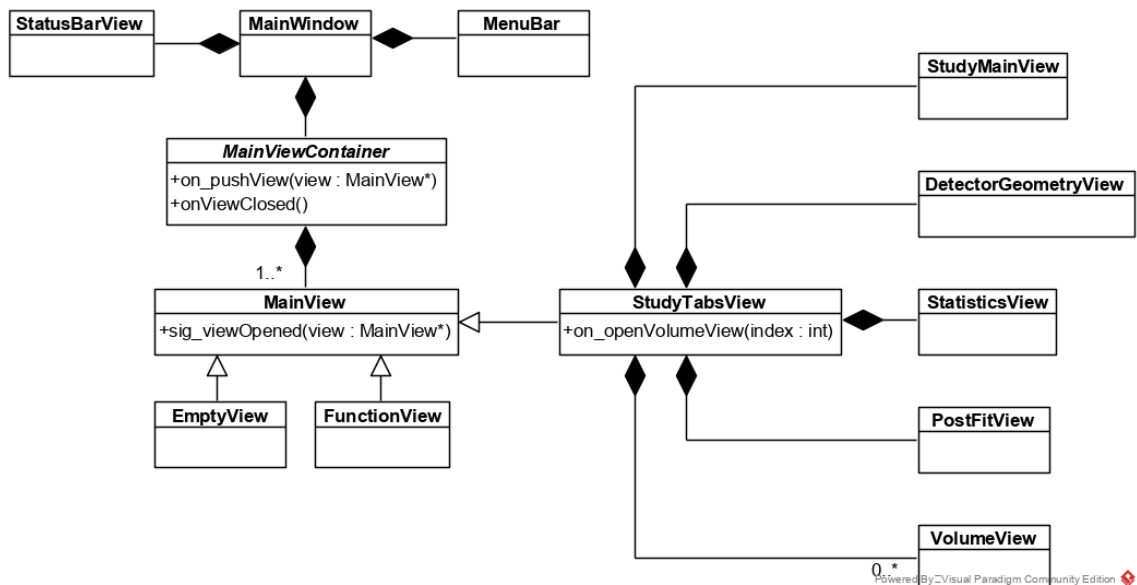 StatusBarView
MainWindow
MenuBar
StudyMainView
MainViewContainer
+on_pushView(view : MainView*)
+onViewClosed()
DetectorGeometryView
1..*
MainView
+sig_viewOpened(view : MainView*)
StudyTabsView
+on_openVolumeView(index : int)
StatisticsView
EmptyView
FunctionView
PostFitView
VolumeView
0..*
Powered By Visual Paradigm Community Edition